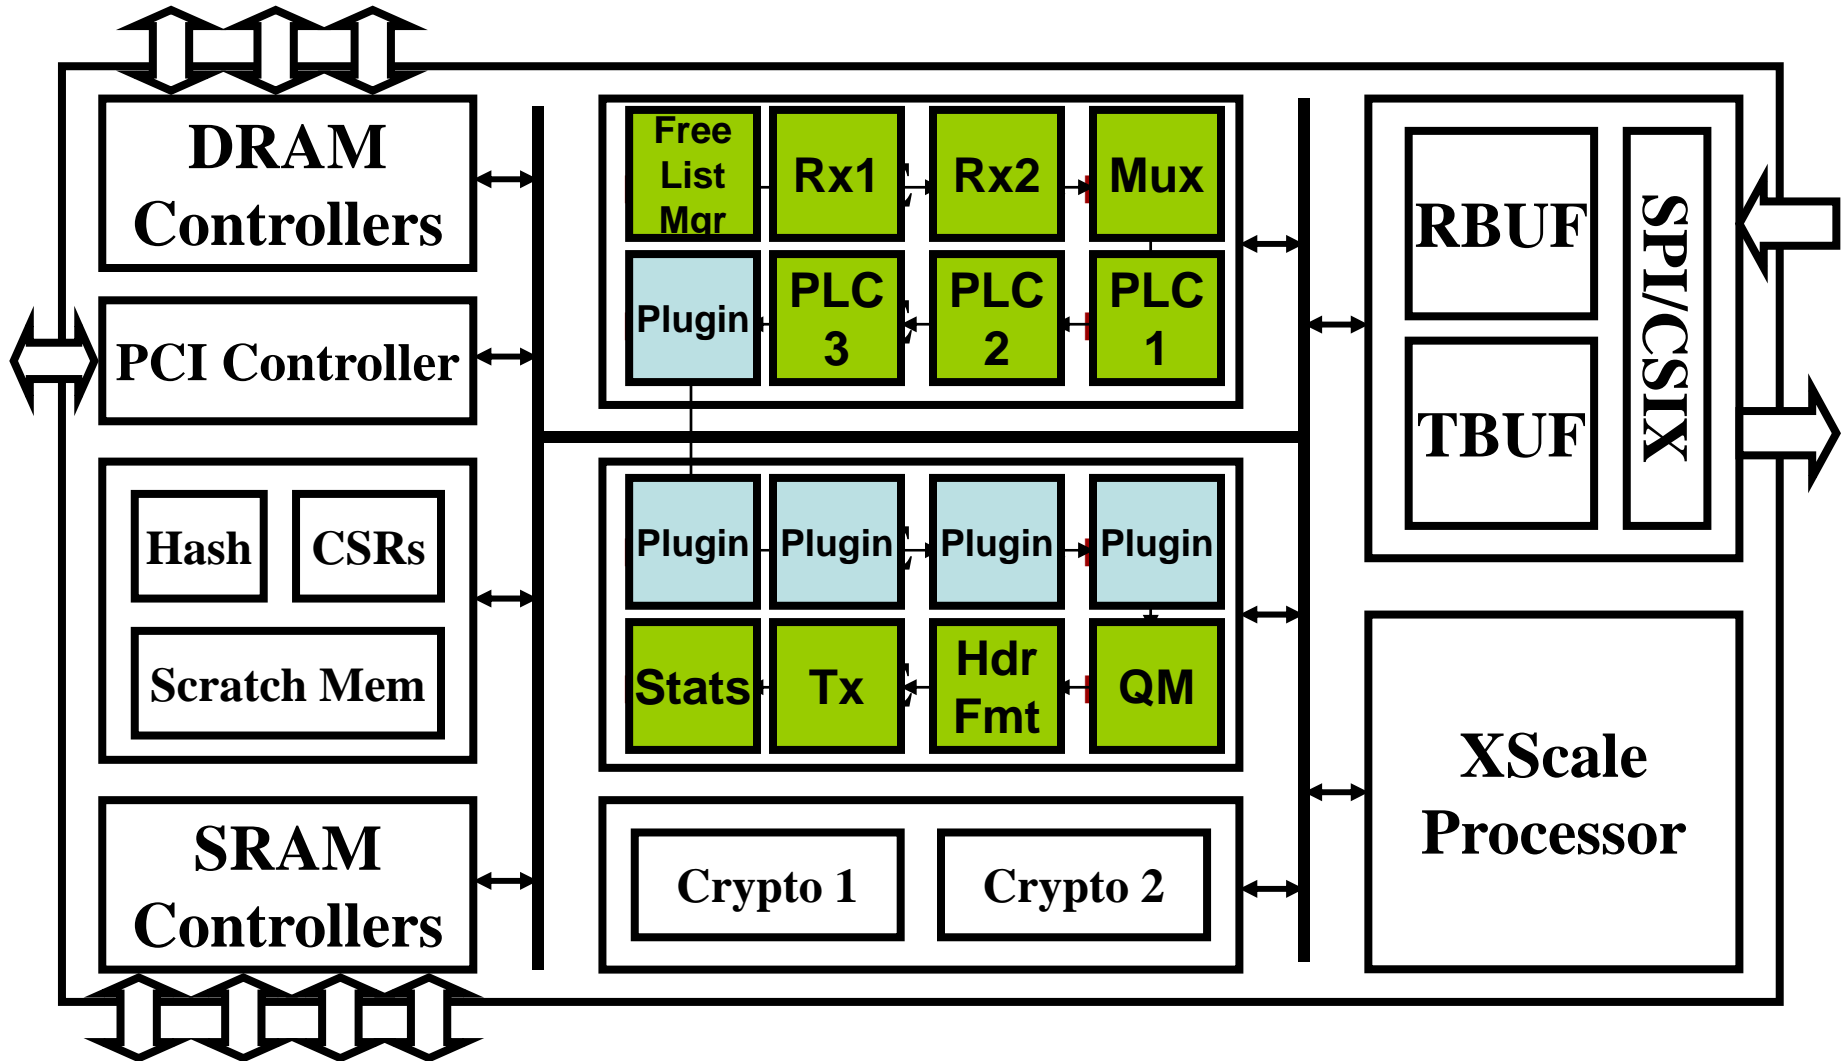 DRAM
Controllers
PCI Controller
Hash
CSRs
Scratch Mem
SRAM
Controllers
Free
List
Mgr
Rx1
Rx2
Mux
Plugin
PLC
3
PLC
2
PLC
1
Plugin
Plugin
Plugin
Plugin
Stats
Tx
Hdr
Fmt
QM
Crypto 1
Crypto 2
RBUF
TBUF
SPI/CSIX
XScale
Processor